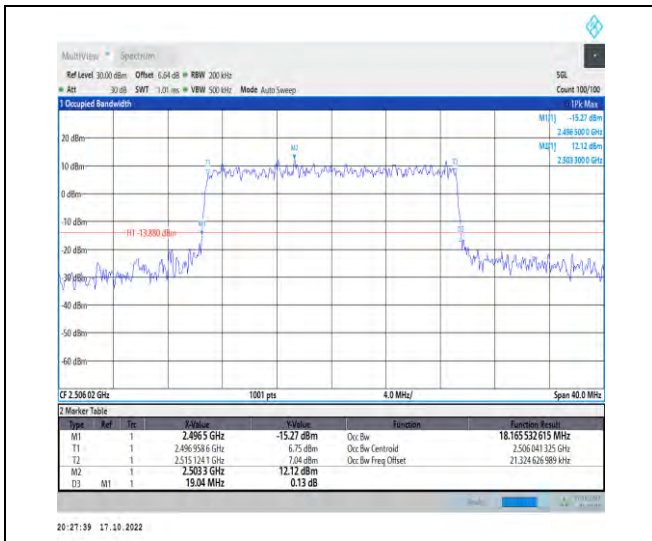 MultiView Spectrum
Ref Level 30.00 dBm Offset 6.64 dB RBW 200 kHz SGL
Att 30 dB SWT 1.01 ms VBW 500 kHz Mode Auto Sweep Count 100/100
1 Occupied Bandwidth 1Pk Max
M1[1] -15.27 dBm
2.496 500 0 GHz
M2[1] 12.12 dBm
2.503 300 0 GHz
20 dBm
M2
T1 T2
10 dBm
0 dBm
-10 dBm
M1
H1 -13.880 dBm
D3
-20 dBm
-30 dBm
-40 dBm
-50 dBm
-60 dBm
CF 2.506 02 GHz 1001 pts 4.0 MHz/ Span 40.0 MHz
2 Marker Table
Type Ref Trc X-Value Y-Value Function Function Result
M1 1 2.496 5 GHz -15.27 dBm Occ Bw 18.165 532 615 MHz
T1 1 2.496 958 6 GHz 6.75 dBm Occ Bw Centroid 2.506 041 325 GHz
T2 1 2.515 124 1 GHz 7.04 dBm Occ Bw Freq Offset 21.324 626 989 kHz
M2 1 2.503 3 GHz 12.12 dBm
D3 M1 1 19.04 MHz 0.13 dB
20:27:39 17.10.2022